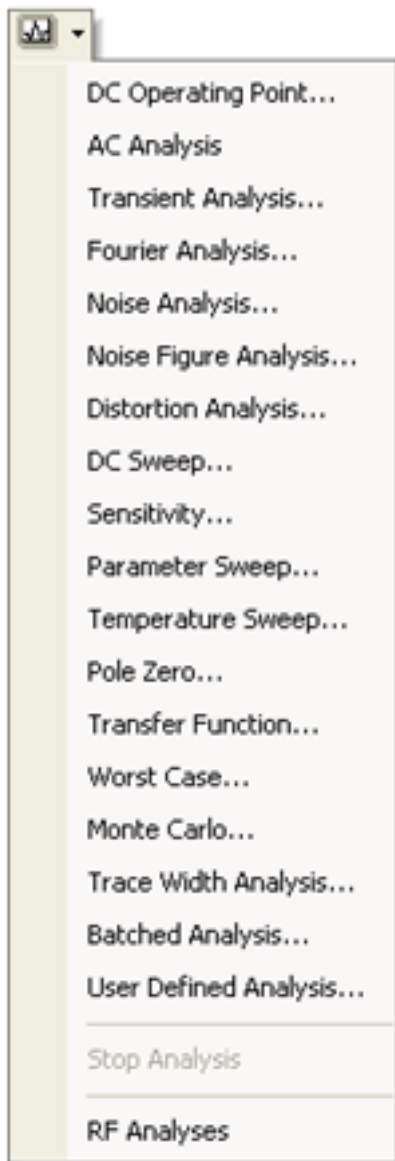 DC Operating Point...
AC Analysis
Transient Analysis...
Fourier Analysis...
Noise Analysis...
Noise Figure Analysis...
Distortion Analysis...
DC Sweep...
Sensitivity...
Parameter Sweep...
Temperature Sweep...
Pole Zero...
Transfer Function...
Worst Case...
Monte Carlo...
Trace Width Analysis...
Batched Analysis...
User Defined Analysis...
Stop Analysis
RF Analyses